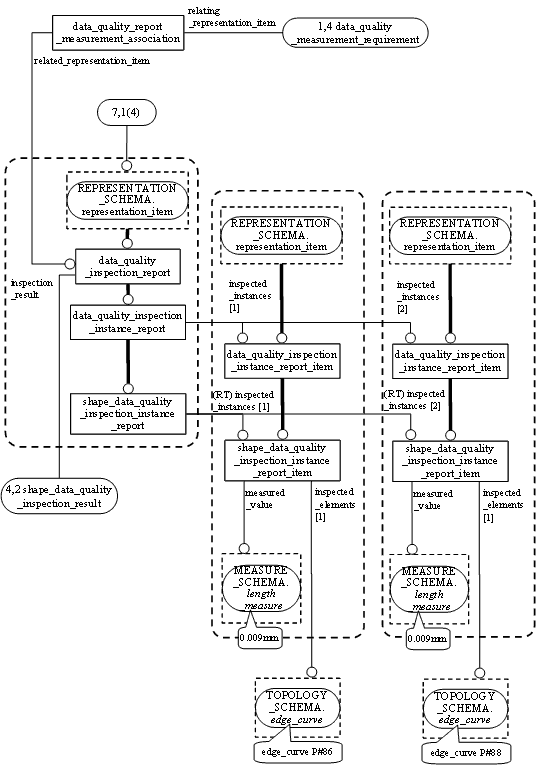 data_quality_report
_measurement_association
relating
_representation_item
1,4 data_quality
_measurement_requirement
related_representation_item
7,1(4)
REPRESENTATION
_SCHEMA.
representation_item
data_quality
_inspection_report
inspection
_result
data_quality_inspection
_instance_report
shape_data_quality
_inspection_instance
_report
4,2 shape_data_quality
_inspection_result
REPRESENTATION
_SCHEMA.
representation_item
inspected
_instances
[1]
data_quality_inspection
_instance_report_item
(RT) inspected
_instances [1]
shape_data_quality
_inspection_instance
_report_item
measured
_value
inspected
_elements
[1]
MEASURE
_SCHEMA.
length
_measure
0.009mm
TOPOLOGY
_SCHEMA.
edge_curve
edge_curve P#86
REPRESENTATION
_SCHEMA.
representation_item
inspected
_instances
[2]
data_quality_inspection
_instance_report_item
(RT) inspected
_instances [2]
shape_data_quality
_inspection_instance
_report_item
measured
_value
inspected
_elements
[1]
MEASURE
_SCHEMA.
length
_measure
0.009mm
TOPOLOGY
_SCHEMA.
edge_curve
edge_curve P#88